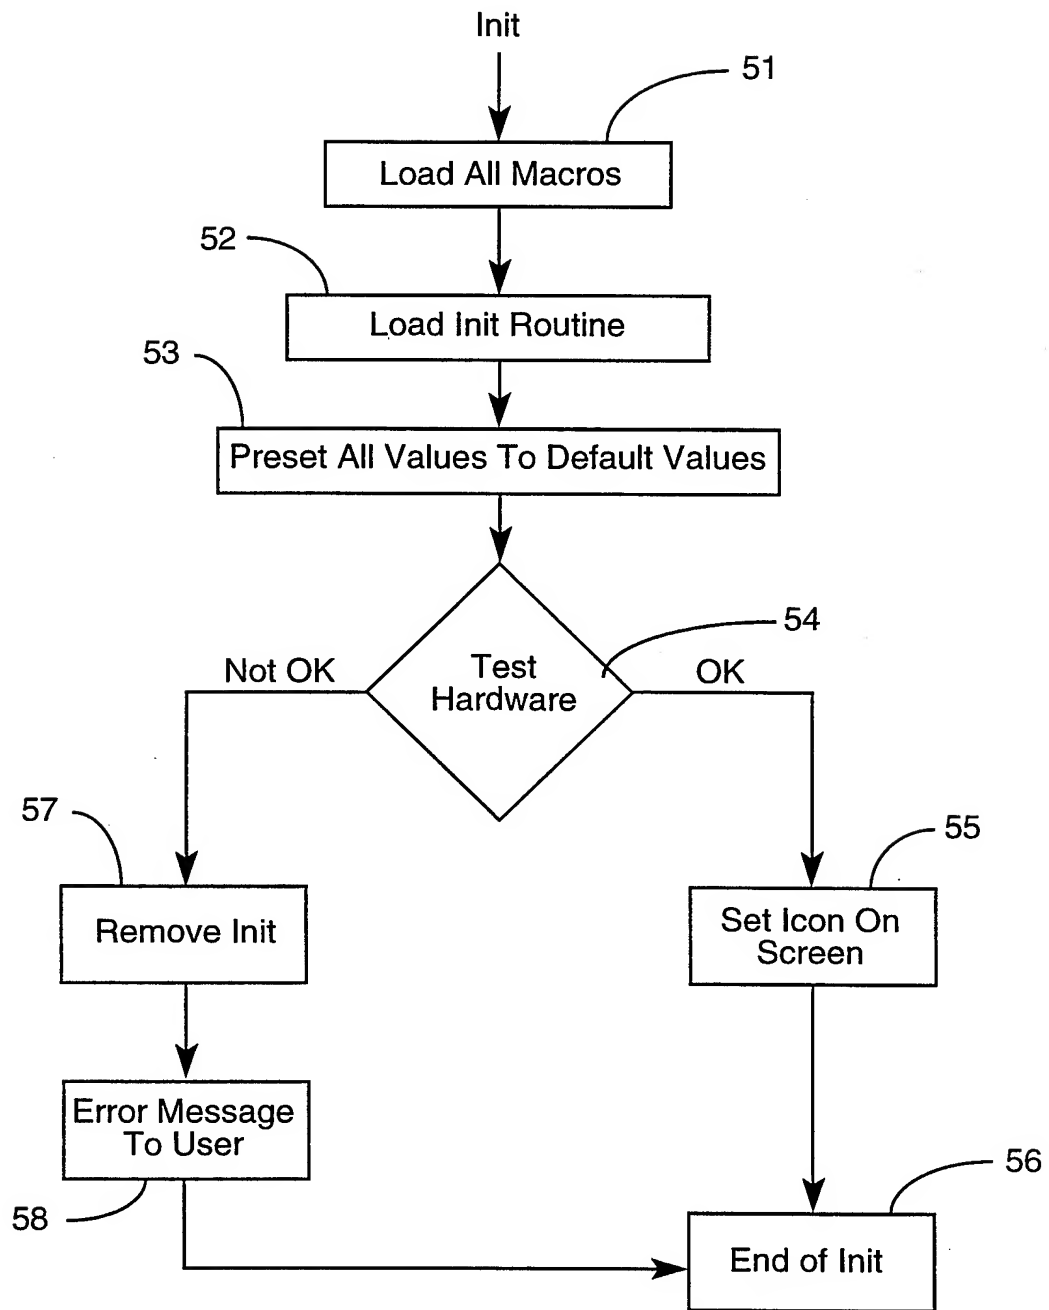 Init
51
Load All Macros
52
Load Init Routine
53
Preset All Values To Default Values
54
Test
Hardware
Not OK
OK
57
Remove Init
55
Set Icon On
Screen
Error Message
To User
58
56
End of Init